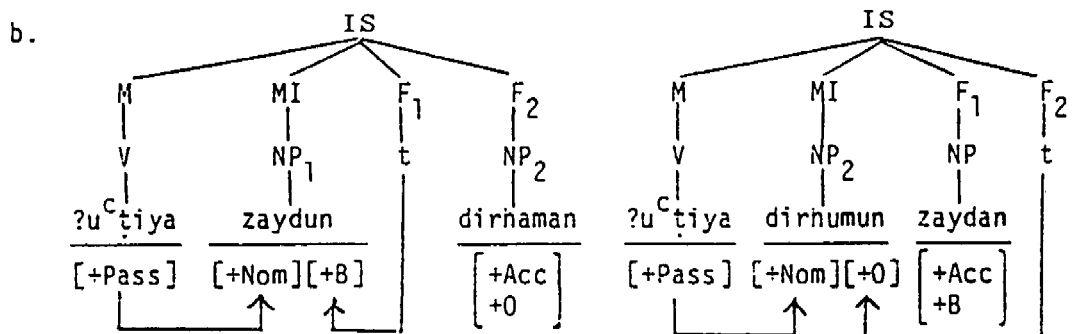 b. IS IS
M MI F₁ F₂ M MI F₁ F₂
V NP₁ t NP₂ V NP₂ NP t
?uᶜṭiya zaydun dirhaman ?uᶜṭiya dirhumun zaydan
[+Pass] [+Nom] [+B] [+Acc +O] [+Pass] [+Nom] [+O] [+Acc +B]